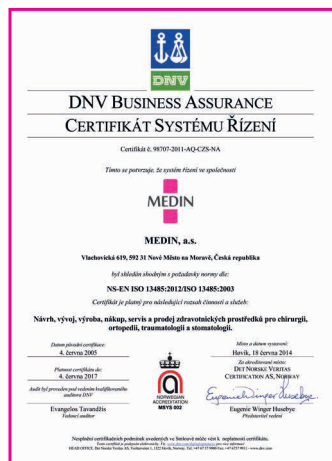 DNV
DNV BUSINESS ASSURANCE
CERTIFIKÁT SYSTÉMU ŘÍZENÍ
Certifikát č. 98707-2011-AQ-CZS-NA
Tímto se potvrzuje, že systém řízení ve společnosti
MEDIN
MEDIN, a.s.
Vlachovická 619, 592 31 Nové Město na Moravě, Česká republika
byl shledán shodným s požadavky normy dle:
NS-EN ISO 13485:2012/ISO 13485:2003
Certifikát je platný pro následující rozsah činností a služeb:
Návrh, vývoj, výroba, nákup, servis a prodej zdravotnických prostředků pro chirurgii,
ortopedii, traumatologii a stomatologii.
Datum původní certifikace:
4. června 2005
Platnost certifikátu do:
4. června 2017
Audit byl proveden pod vedením kvalifikovaného
auditora DNV
Evangelos Tavandžis
Vedoucí auditor
NORWEGIAN
ACCREDITATION
MSYS 002
Místo a datum vystavení:
Høvik, 18 června 2014
Za akreditované místo:
DET NORSKE VERITAS
CERTIFICATION AS, NORWAY
Eugenie Winger Husebye
Eugenie Winger Husebye
Představitel vedení
Nesplnění certifikačních podmínek uvedených ve Smlouvě může vést k neplatnosti certifikátu.